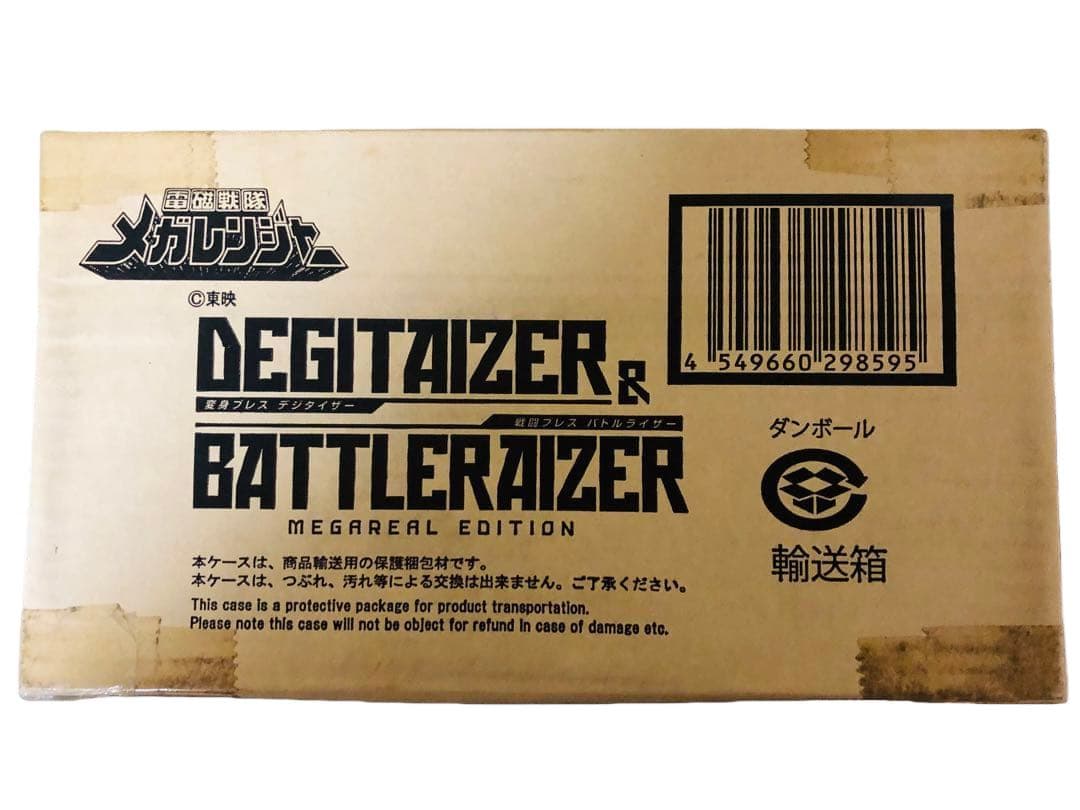 電磁戦隊
メガレンジャー
©東映
DEGITAIZER &
変身ブレス デジタイザー
戦闘ブレス バトルライザー
BATTLERAIZER
MEGAREAL EDITION
本ケースは、商品輸送用の保護梱包材です。
本ケースは、つぶれ、汚れ等による交換は出来ません。ご了承ください。
This case is a protective package for product transportation.
Please note this case will not be object for refund in case of damage etc.
4 549660 298595
ダンボール
輸送箱